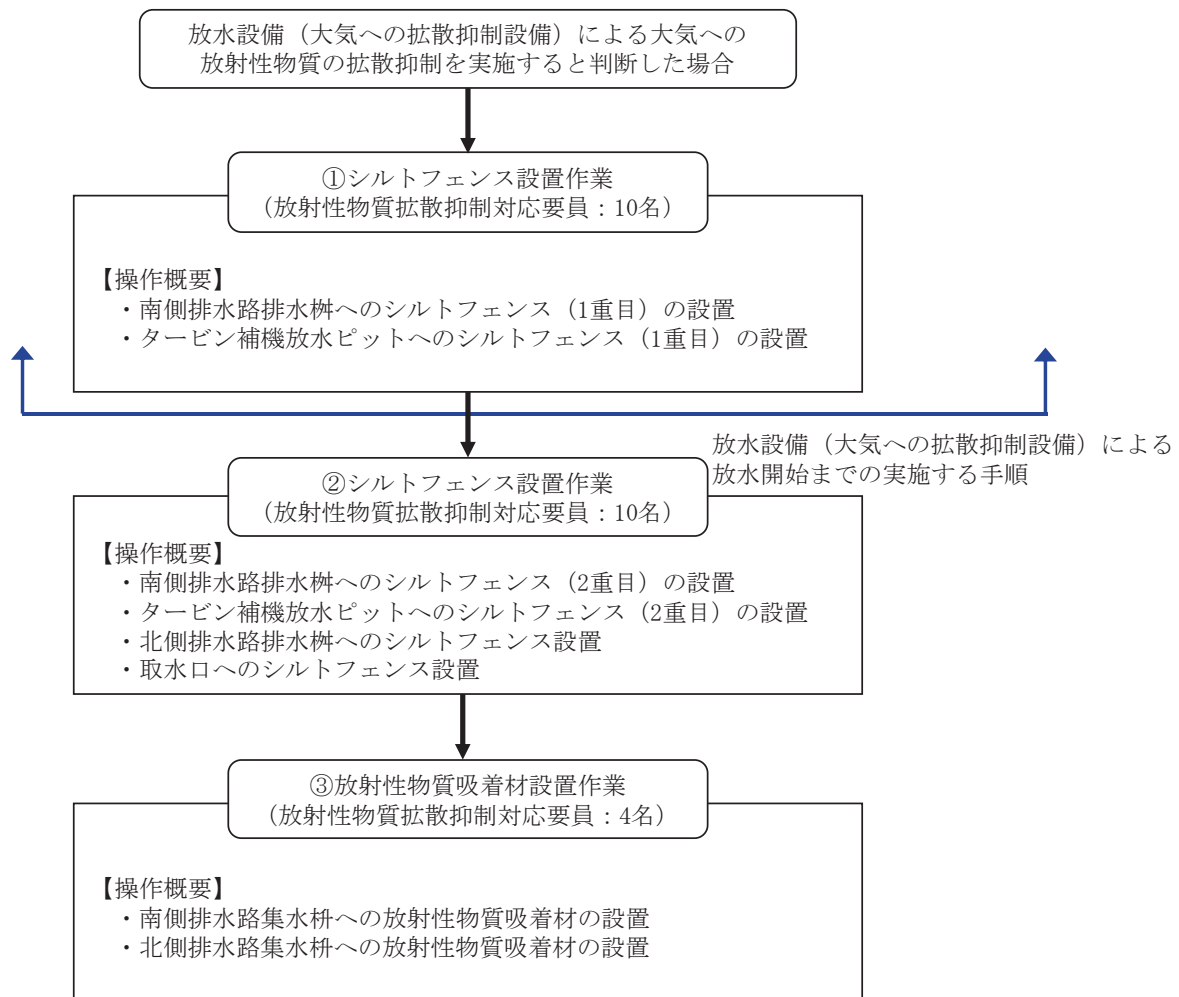 放水設備（大気への拡散抑制設備）による大気への
放射性物質の拡散抑制を実施すると判断した場合
①シルトフェンス設置作業
（放射性物質拡散抑制対応要員：10名）
【操作概要】
・南側排水路排水桝へのシルトフェンス（1重目）の設置
・タービン補機放水ピットへのシルトフェンス（1重目）の設置
放水設備（大気への拡散抑制設備）による
放水開始までの実施する手順
②シルトフェンス設置作業
（放射性物質拡散抑制対応要員：10名）
【操作概要】
・南側排水路排水桝へのシルトフェンス（2重目）の設置
・タービン補機放水ピットへのシルトフェンス（2重目）の設置
・北側排水路排水桝へのシルトフェンス設置
・取水口へのシルトフェンス設置
③放射性物質吸着材設置作業
（放射性物質拡散抑制対応要員：4名）
【操作概要】
・南側排水路集水枡への放射性物質吸着材の設置
・北側排水路集水枡への放射性物質吸着材の設置